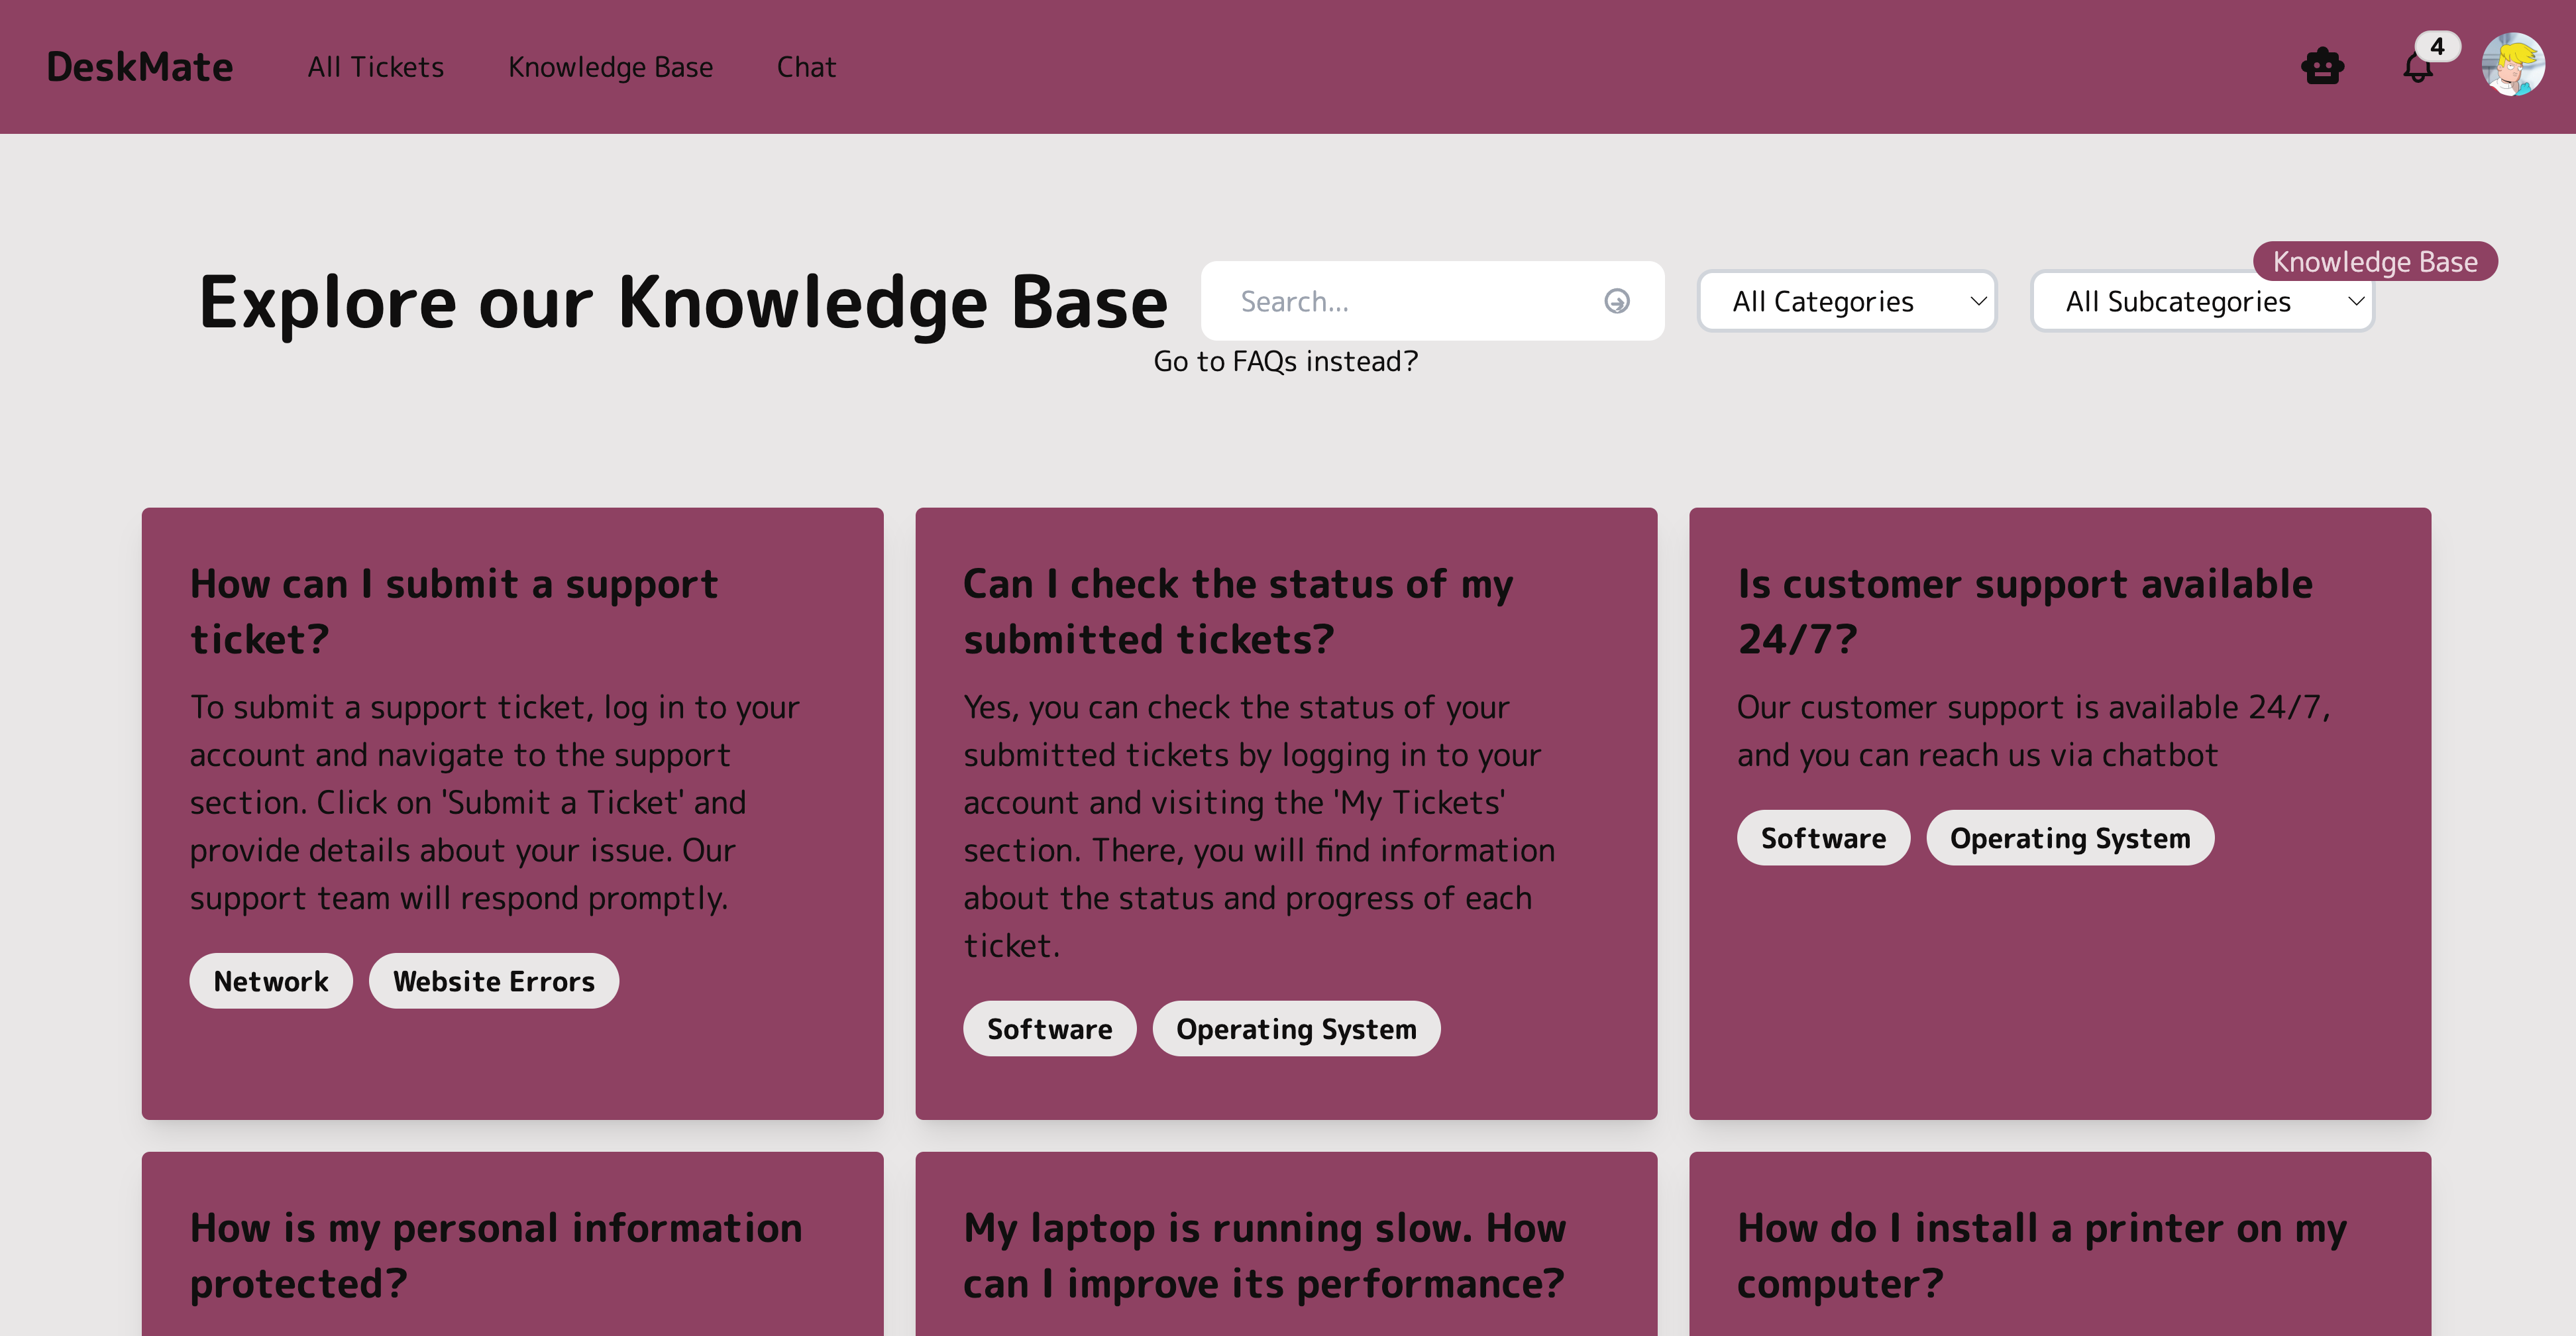 DeskMate
All Tickets
Knowledge Base
Chat
4
Knowledge Base
Explore our Knowledge Base
Search...
All Categories
All Subcategories
Go to FAQs instead?
How can I submit a support
ticket?
To submit a support ticket, log in to your
account and navigate to the support
section. Click on 'Submit a Ticket' and
provide details about your issue. Our
support team will respond promptly.
Network
Website Errors
Can I check the status of my
submitted tickets?
Yes, you can check the status of your
submitted tickets by logging in to your
account and visiting the 'My Tickets'
section. There, you will find information
about the status and progress of each
ticket.
Software
Operating System
Is customer support available
24/7?
Our customer support is available 24/7,
and you can reach us via chatbot
Software
Operating System
How is my personal information
protected?
My laptop is running slow. How
can I improve its performance?
How do I install a printer on my
computer?